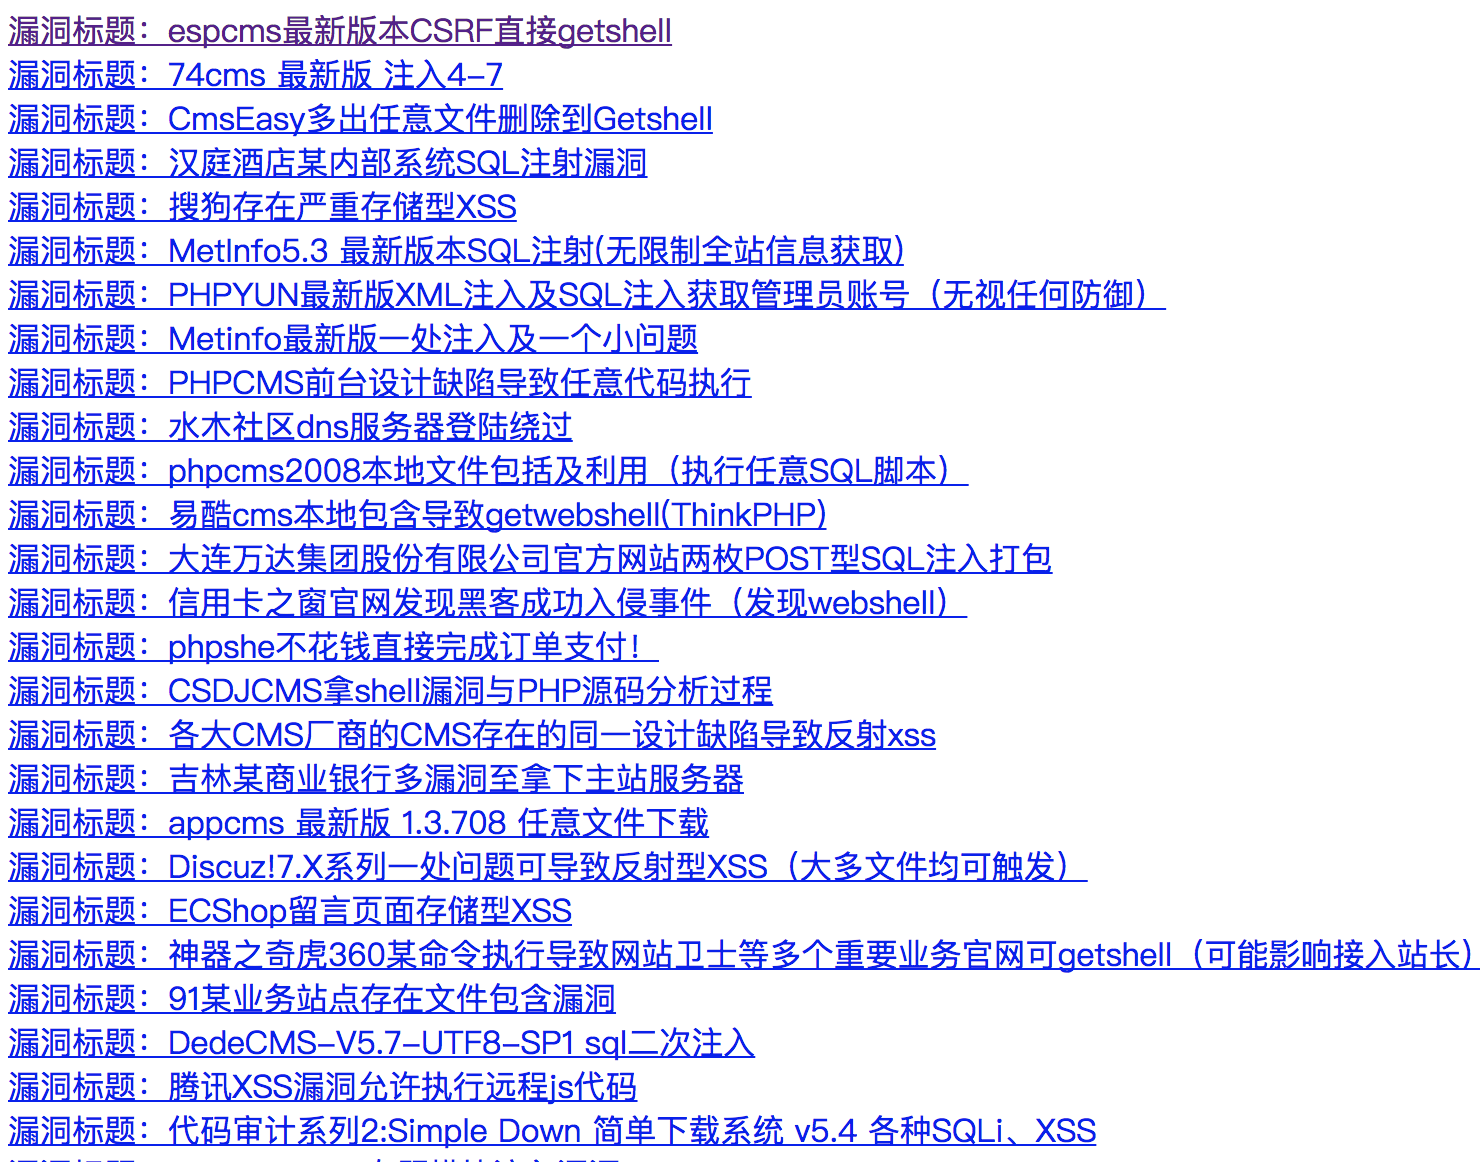 漏洞标题：espcms最新版本CSRF直接getshell
漏洞标题：74cms 最新版 注入4-7
漏洞标题：CmsEasy多出任意文件删除到Getshell
漏洞标题：汉庭酒店某内部系统SQL注射漏洞
漏洞标题：搜狗存在严重存储型XSS
漏洞标题：MetInfo5.3 最新版本SQL注射(无限制全站信息获取)
漏洞标题：PHPYUN最新版XML注入及SQL注入获取管理员账号（无视任何防御）
漏洞标题：Metinfo最新版一处注入及一个小问题
漏洞标题：PHPCMS前台设计缺陷导致任意代码执行
漏洞标题：水木社区dns服务器登陆绕过
漏洞标题：phpcms2008本地文件包括及利用（执行任意SQL脚本）
漏洞标题：易酷cms本地包含导致getwebshell(ThinkPHP)
漏洞标题：大连万达集团股份有限公司官方网站两枚POST型SQL注入打包
漏洞标题：信用卡之窗官网发现黑客成功入侵事件（发现webshell）
漏洞标题：phpshe不花钱直接完成订单支付！
漏洞标题：CSDJCMS拿shell漏洞与PHP源码分析过程
漏洞标题：各大CMS厂商的CMS存在的同一设计缺陷导致反射xss
漏洞标题：吉林某商业银行多漏洞至拿下主站服务器
漏洞标题：appcms 最新版 1.3.708 任意文件下载
漏洞标题：Discuz!7.X系列一处问题可导致反射型XSS（大多文件均可触发）
漏洞标题：ECShop留言页面存储型XSS
漏洞标题：神器之奇虎360某命令执行导致网站卫士等多个重要业务官网可getshell（可能影响接入站长）
漏洞标题：91某业务站点存在文件包含漏洞
漏洞标题：DedeCMS-V5.7-UTF8-SP1 sql二次注入
漏洞标题：腾讯XSS漏洞允许执行远程js代码
漏洞标题：代码审计系列2:Simple Down 简单下载系统 v5.4 各种SQLi、XSS